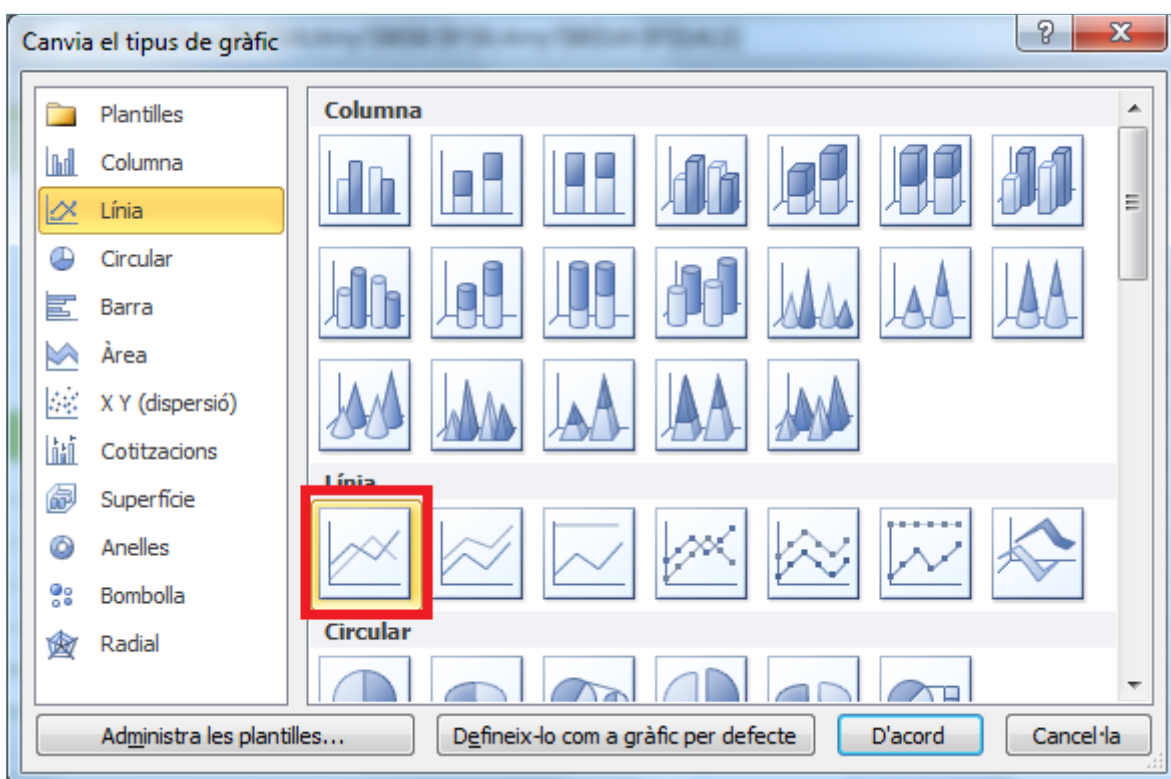 Canvia el tipus de gràfic
Plantilles
Columna
Línia
Circular
Barra
Àrea
X Y (dispersió)
Cotitzacions
Superfície
Anelles
Bombolla
Radial
Columna
Línia
Circular
Administra les plantilles...
Defineix-lo com a gràfic per defecte
D'acord
Cancel·la